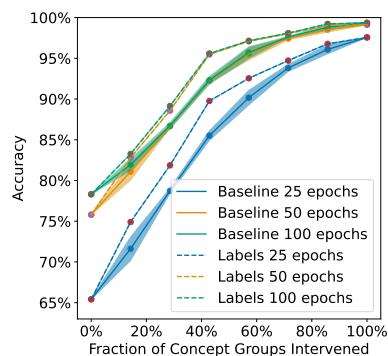 100%
95%
90%
85%
80%
75%
70%
65%
Accuracy
Baseline 25 epochs
Baseline 50 epochs
Baseline 100 epochs
Labels 25 epochs
Labels 50 epochs
Labels 100 epochs
0% 20% 40% 60% 80% 100%
Fraction of Concept Groups Intervened